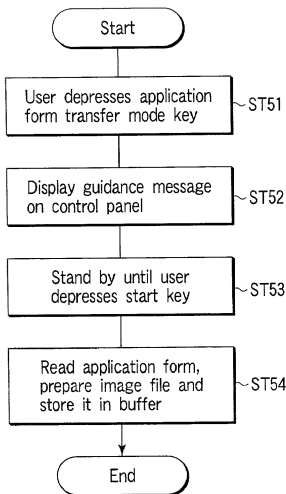 Start
User depresses application
form transfer mode key
ST51
Display guidance message
on control panel
ST52
Stand by until user
depresses start key
ST53
Read application form,
prepare image file and
store it in buffer
ST54
End